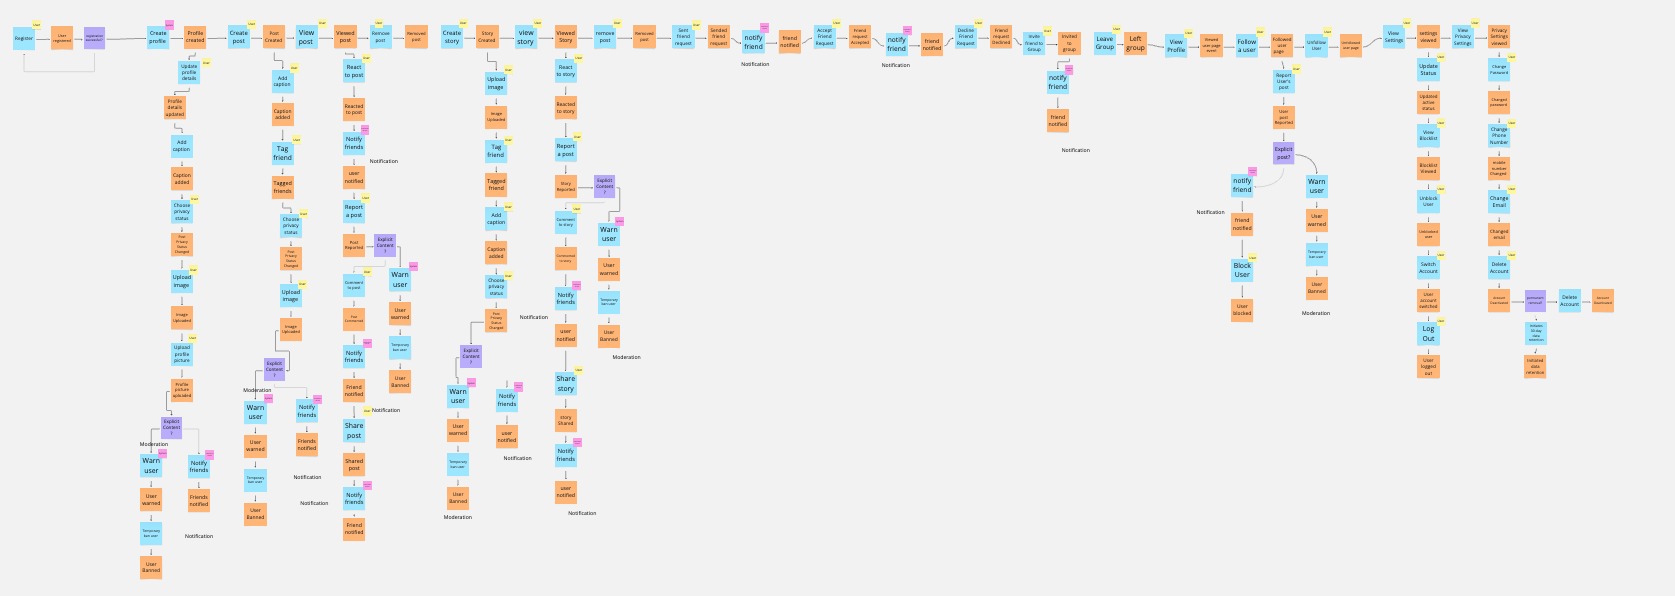 Register
User registered
Create profile
Profile created
Create post
Post Created
View post
Viewed post
Remove post
Removed post
Create story
Story Created
view story
Viewed Story
remove post
Removed post
Sent friend request
Sended friend request
notify friend
friend notified
Accept Friend Request
Friend request Accepted
notify friend
friend notified
Decline Friend Request
Friend request Declined
Invite friend to Group
Invited to group
Leave Group
Left group
View Profile
Viewed user page event
Follow a user
Followed user page
Unfollow User
View Settings
settings viewed
View Privacy Settings
Privacy Settings viewed
Notification
Notification
Update profile details
Profile details updated
Add caption
Caption added
Choose privacy status
Post Privacy Status Changed
Upload image
Image Uploaded
Upload profile picture
Profile picture uploaded
Explicit Content ?
Moderation
Warn user
User warned
Temporary ban user
User Banned
Notify friends
Friends notified
Notification
Add caption
Caption added
Tag friend
Tagged friends
Choose privacy status
Post Privacy Status Changed
Upload image
Image Uploaded
Explicit Content ?
Moderation
Warn user
User warned
Temporary ban user
User Banned
Notify friends
Friends notified
Notification
Notification
React to post
Reacted to post
Notify friends
Notification
user notified
Report a post
Post Reported
Explicit Content ?
Warn user
User warned
Temporary ban user
User Banned
Comment to post
Post Commented
Notify friends
Friend notified
Notification
Share post
Shared post
Notify friends
Friend notified
Upload image
Image Uploaded
Tag friend
Tagged friend
Add caption
Caption added
Choose privacy status
Post Privacy Status Changed
Notification
Explicit Content ?
Warn user
User warned
Temporary ban user
User Banned
Moderation
Notify friends
user notified
Notification
React to story
Reacted to story
Report a post
Story Reported
Explicit Content ?
Warn user
User warned
Temporary ban user
User Banned
Moderation
Comment to story
Commented to story
Notify friends
user notified
Share story
story Shared
Notify friends
user notified
Notification
notify friend
friend notified
Notification
Report User's post
User post Reported
Explicit post?
notify friend
Notification
friend notified
Block User
User blocked
Warn user
User warned
Temporary ban user
User Banned
Moderation
Update Status
Updated active status
View Blocklist
Blocklist Viewed
Unblock User
Unblocked user
Switch Account
User account switched
Log Out
User logged out
Change Password
Changed password
Change Phone Number
mobile number Changed
Change Email
Changed email
Delete Account
Delete Account
Initiated data retention